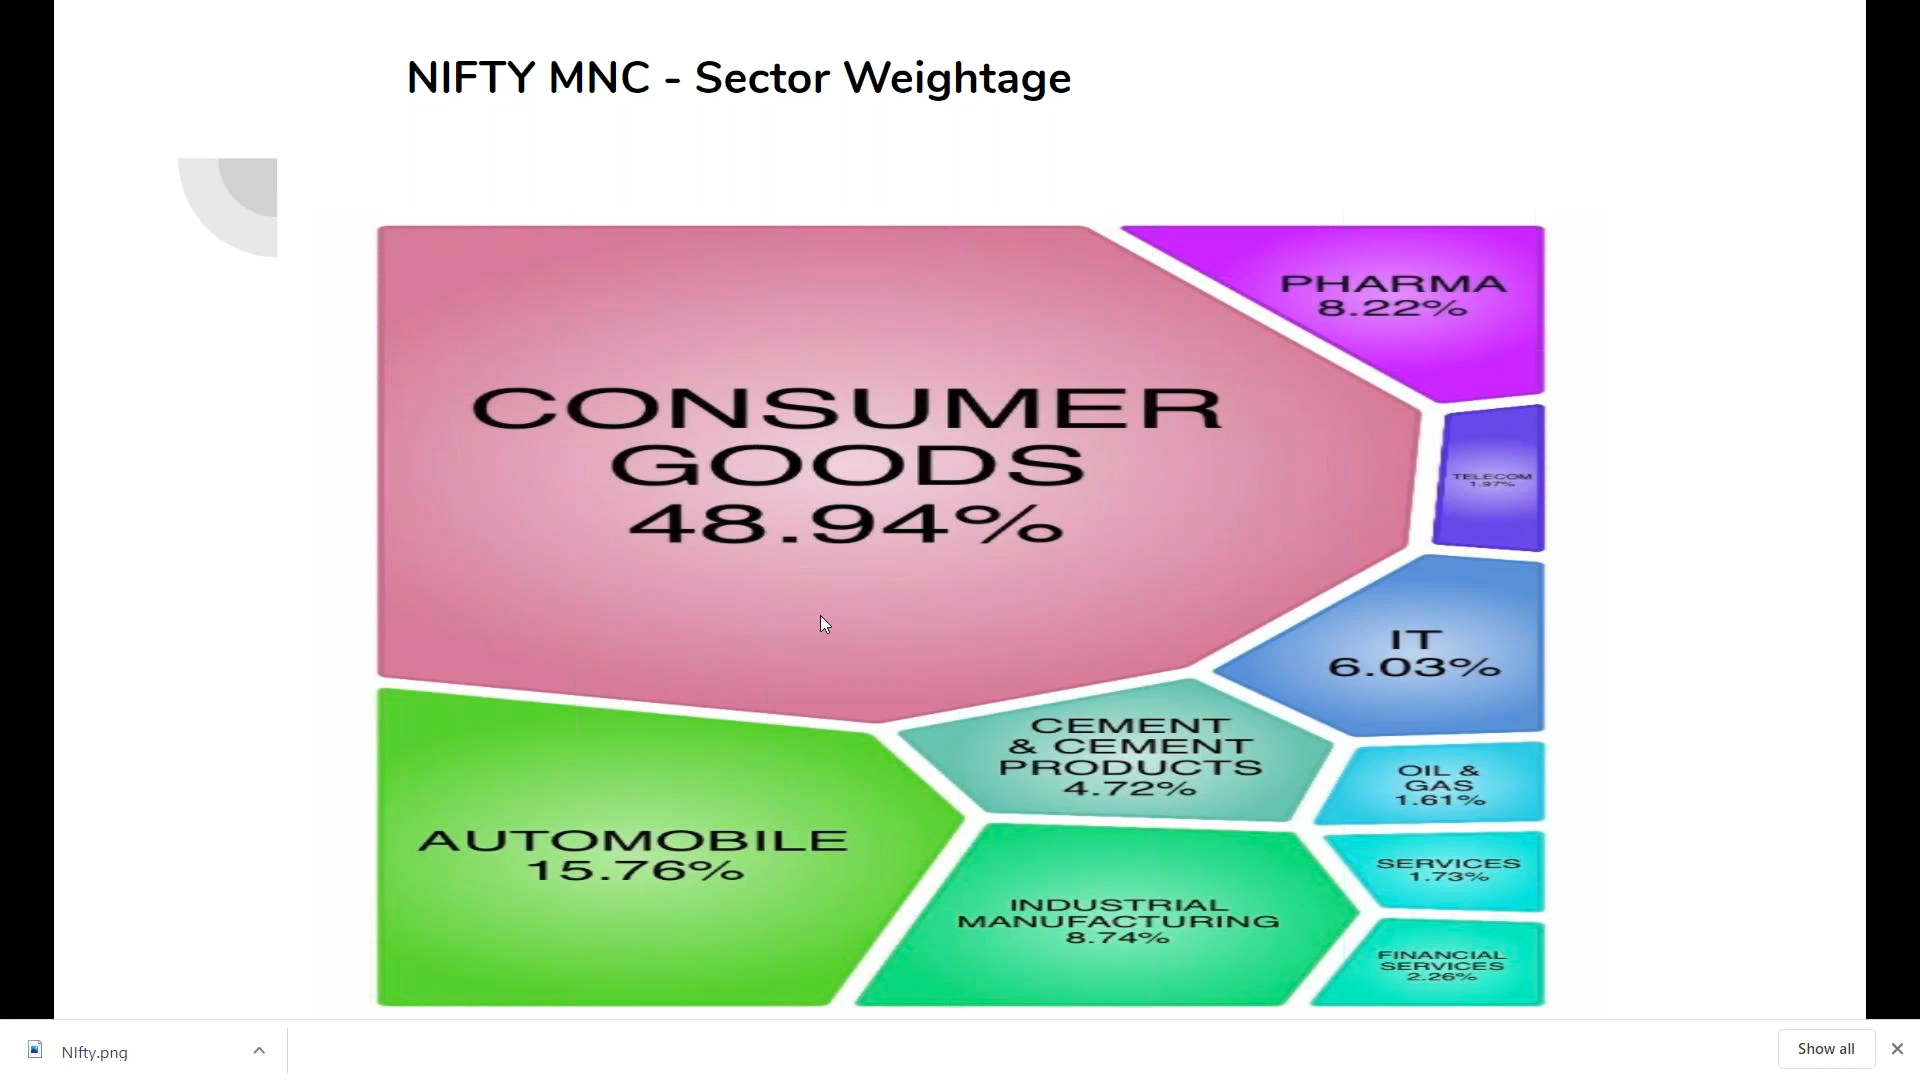 NIFTY MNC - Sector Weightage
PHARMA
8.22%
CONSUMER
GOODS
48.94%
TELECOM
1.97%
IT
6.03%
CEMENT
& CEMENT
PRODUCTS
4.72%
OIL &
GAS
1.61%
AUTOMOBILE
15.76%
SERVICES
1.73%
INDUSTRIAL
MANUFACTURING
8.74%
FINANCIAL
SERVICES
2.26%
NIfty.png
Show all